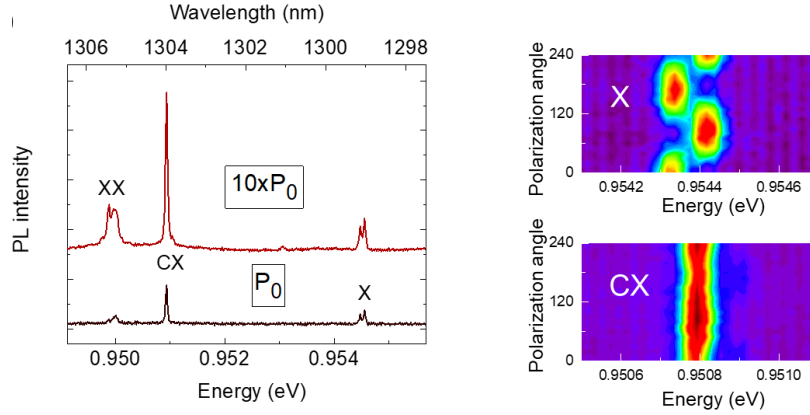 Wavelength (nm)
1306 1304 1302 1300 1298
PL intensity
XX
10xP0
CX
P0
X
0.950 0.952 0.954
Energy (eV)
Polarization angle
240
120
0
X
0.9542 0.9544 0.9546
Energy (eV)
Polarization angle
240
120
0
CX
0.9506 0.9508 0.9510
Energy (eV)